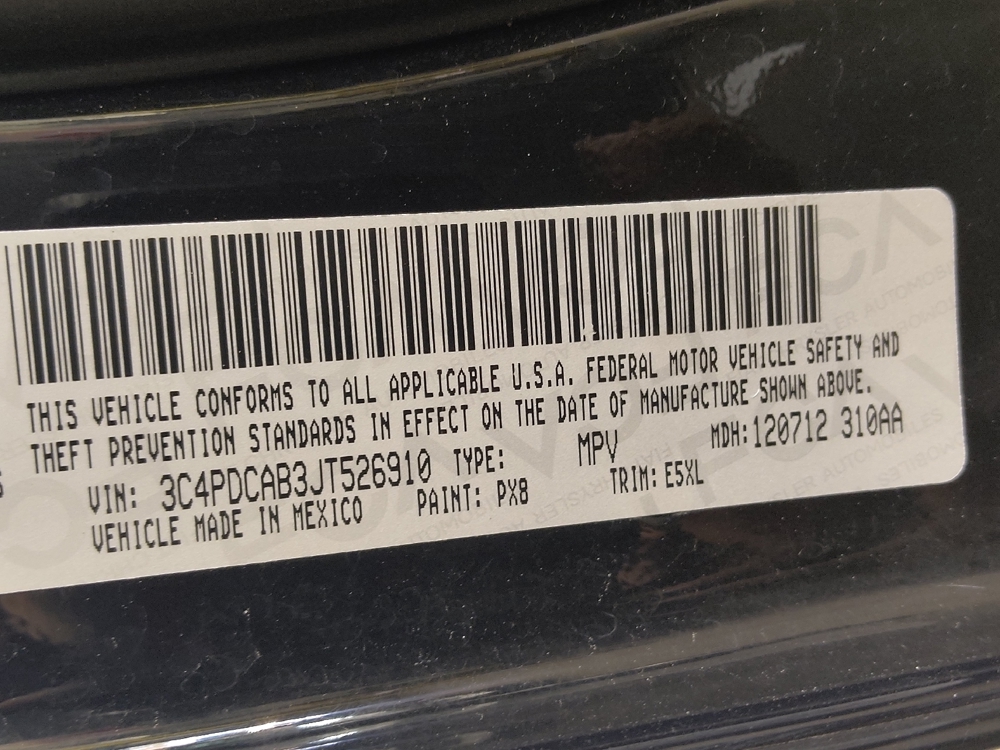 THIS VEHICLE CONFORMS TO ALL APPLICABLE U.S.A. FEDERAL MOTOR VEHICLE SAFETY AND
THEFT PREVENTION STANDARDS IN EFFECT ON THE DATE OF MANUFACTURE SHOWN ABOVE.
VIN: 3C4PDCAB3JT526910 TYPE: MPV MDH:120712 310AA
VEHICLE MADE IN MEXICO PAINT: PX8 TRIM: E5XL